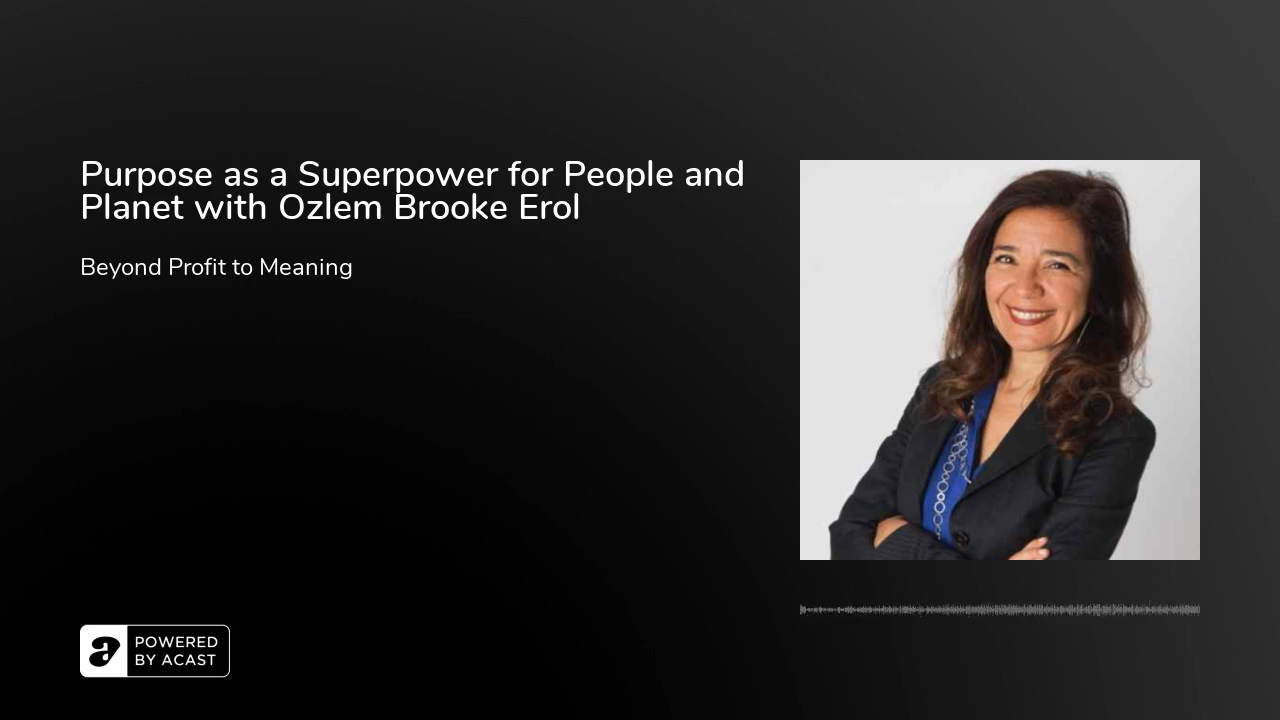 Purpose as a Superpower for People and
Planet with Ozlem Brooke Erol
Beyond Profit to Meaning
POWERED
BY ACAST